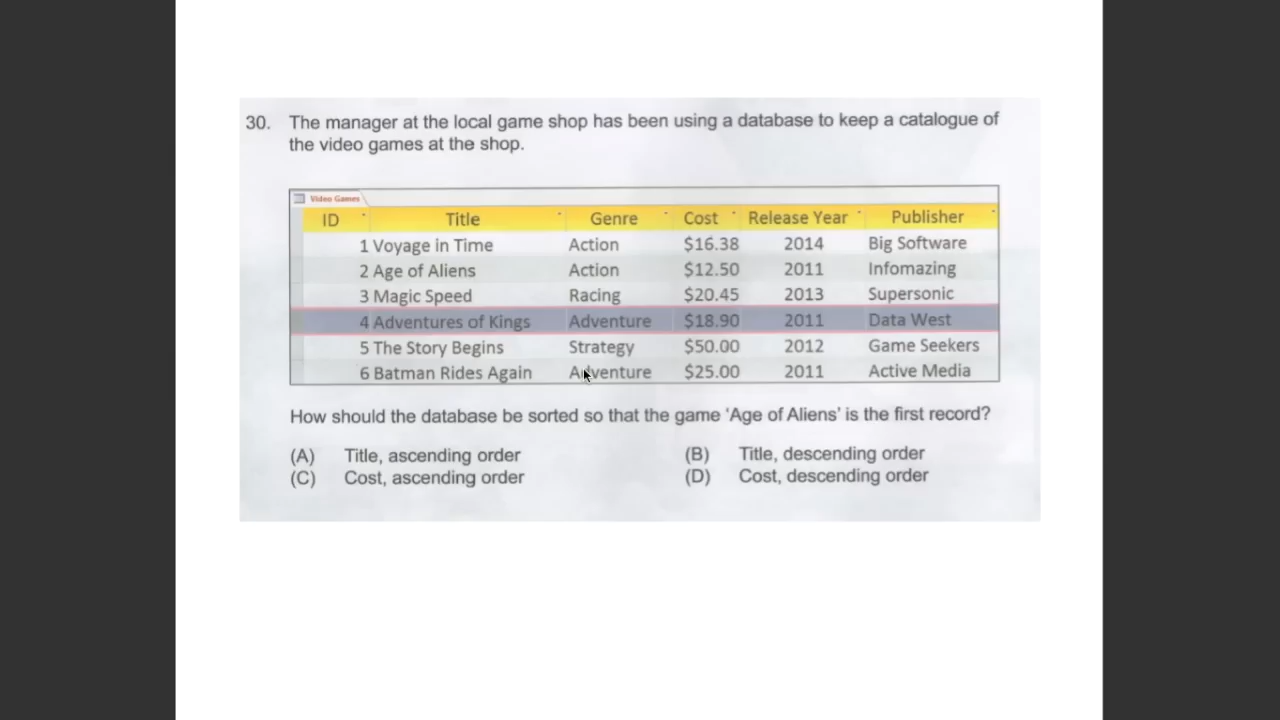 30. The manager at the local game shop has been using a database to keep a catalogue of
the video games at the shop.
Video Games
ID Title Genre Cost Release Year Publisher
1 Voyage in Time Action $16.38 2014 Big Software
2 Age of Aliens Action $12.50 2011 Infomazing
3 Magic Speed Racing $20.45 2013 Supersonic
4 Adventures of Kings Adventure $18.90 2011 Data West
5 The Story Begins Strategy $50.00 2012 Game Seekers
6 Batman Rides Again Adventure $25.00 2011 Active Media
How should the database be sorted so that the game ‘Age of Aliens’ is the first record?
(A) Title, ascending order (B) Title, descending order
(C) Cost, ascending order (D) Cost, descending order